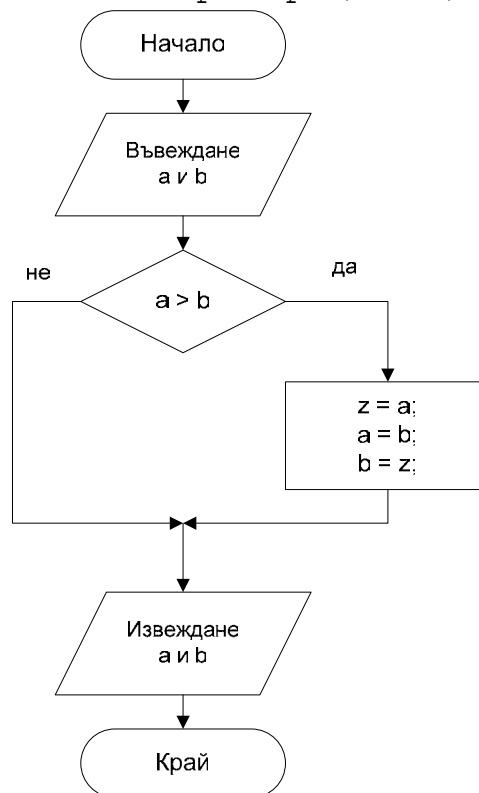 Начало
Въвеждане
a и b
не
да
a > b
z = a;
a = b;
b = z;
Извеждане
a и b
Край